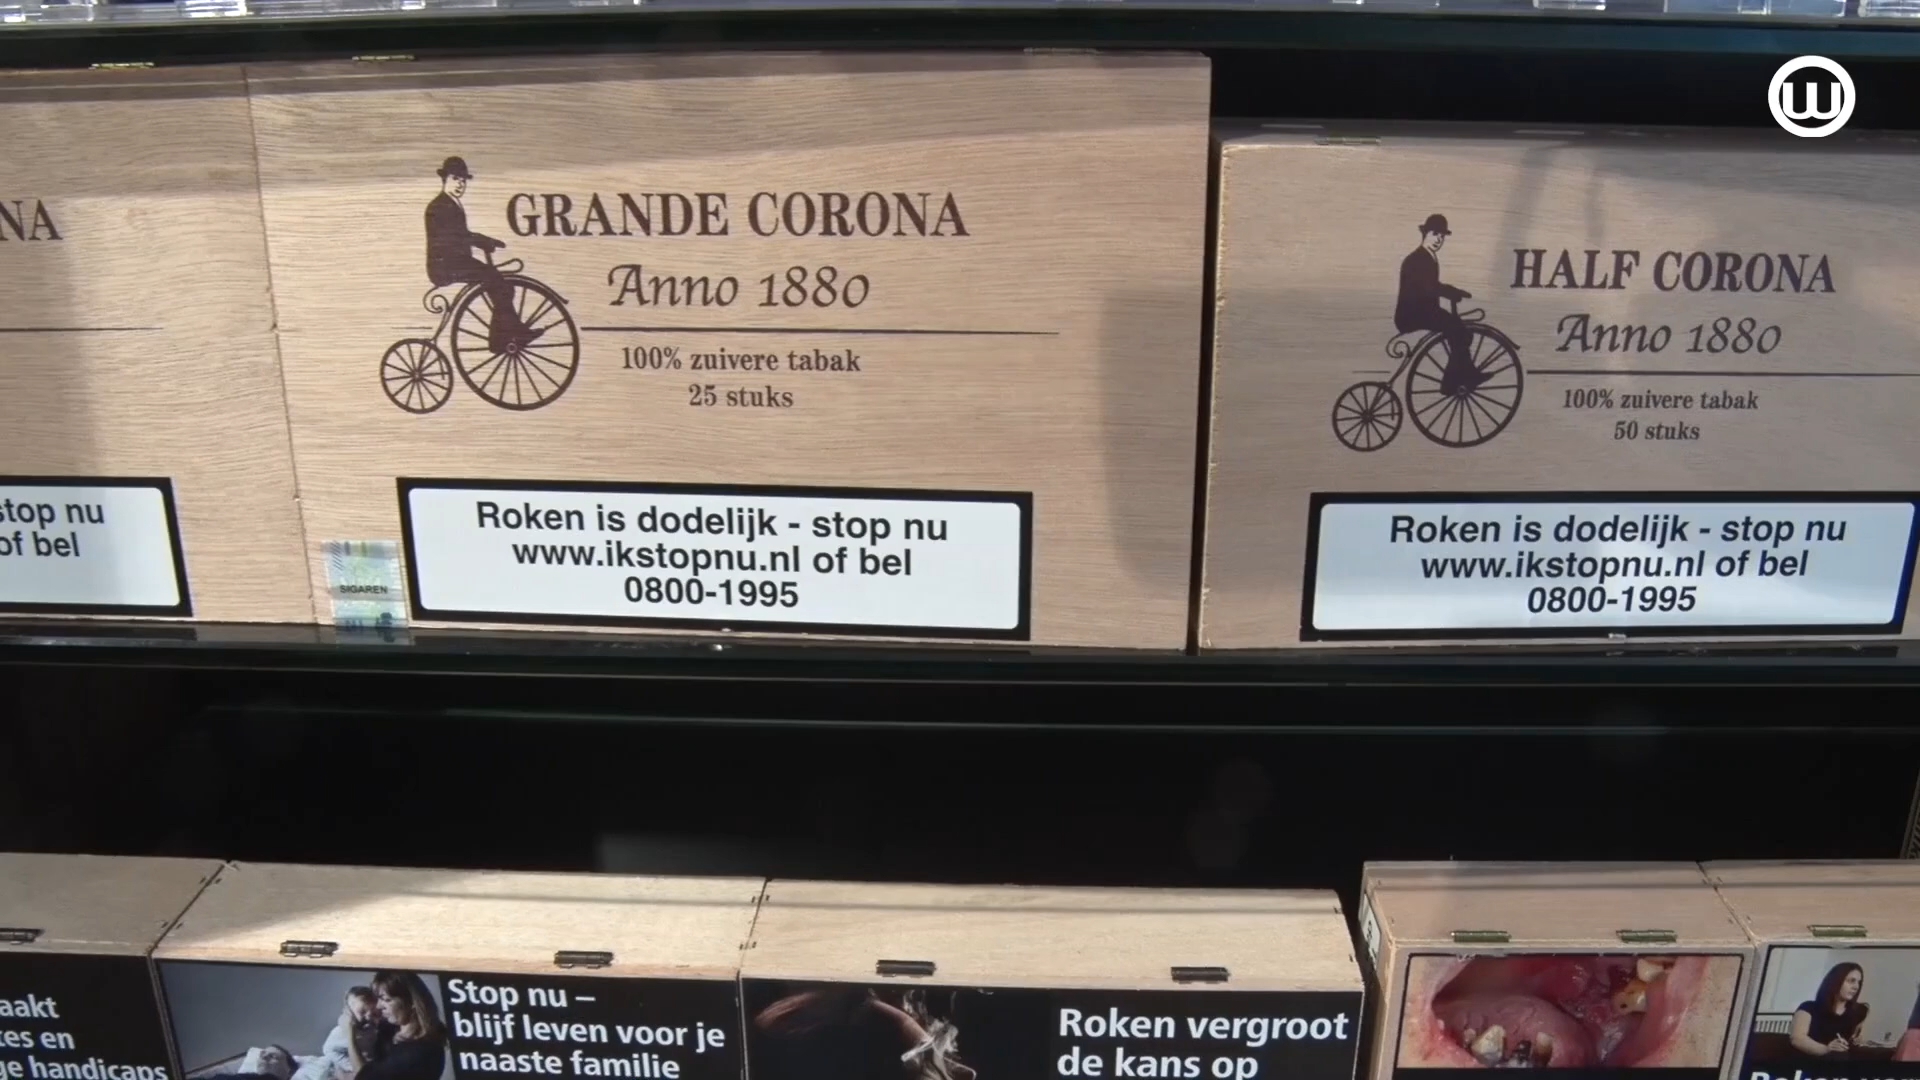 NA
GRANDE CORONA
Anno 1880
100% zuivere tabak
25 stuks
HALF CORONA
Anno 1880
100% zuivere tabak
50 stuks
stop nu
of bel
SIGAREN
Roken is dodelijk - stop nu
www.ikstopnu.nl of bel
0800-1995
Roken is dodelijk - stop nu
www.ikstopnu.nl of bel
0800-1995
aakt
en
handicaps
Stop nu –
blijf leven voor je
naaste familie
Roken vergroot
de kans op
Roken